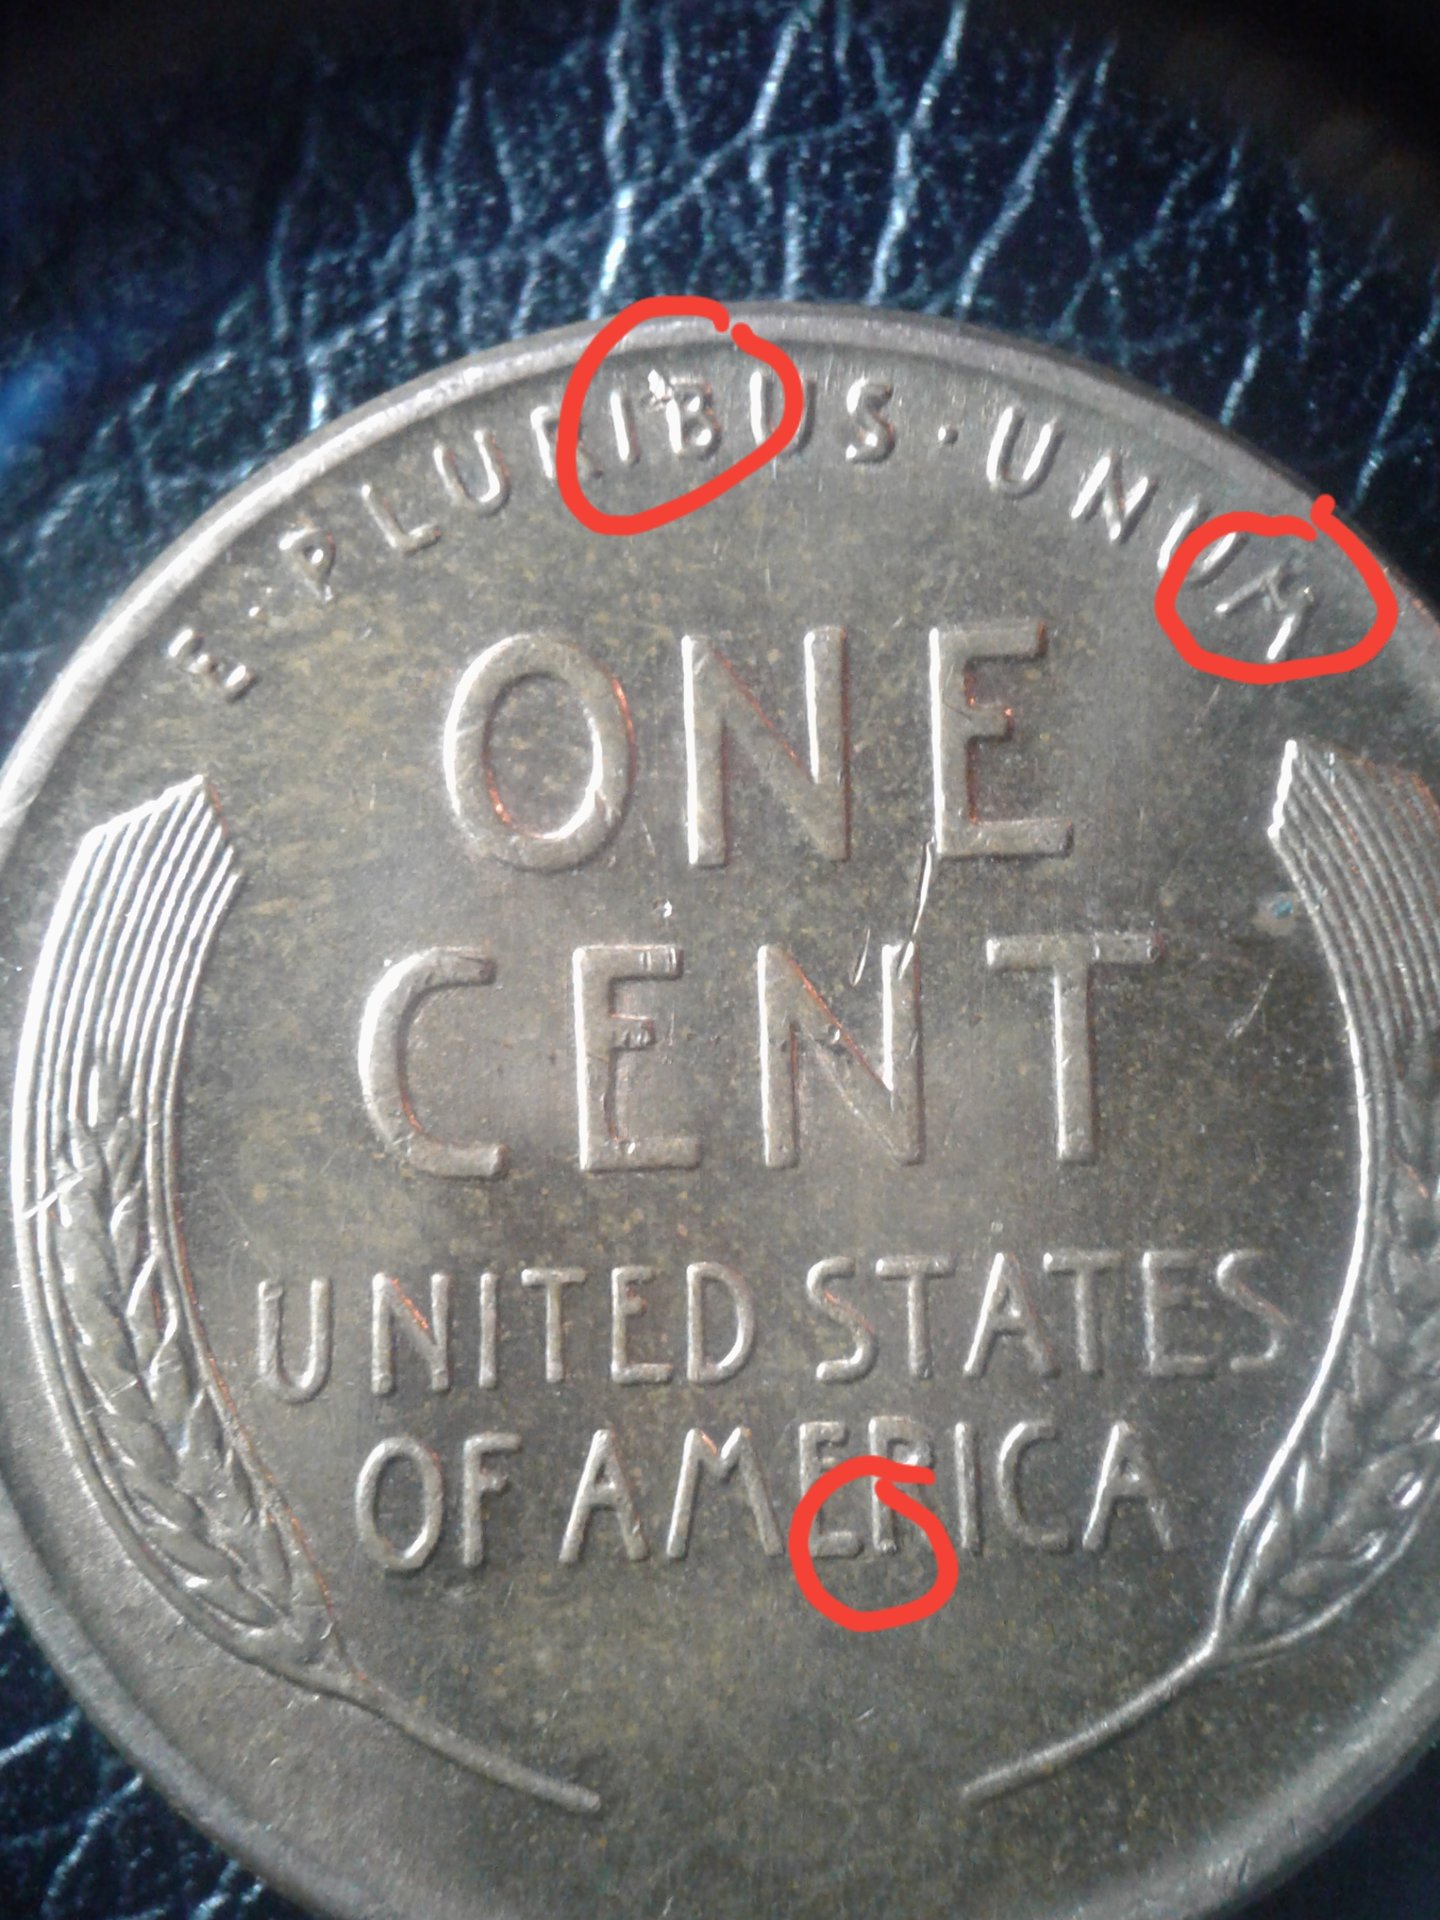 E · PLURIBUS · UNUM
ONE
CENT
UNITED STATES
OF AMERICA